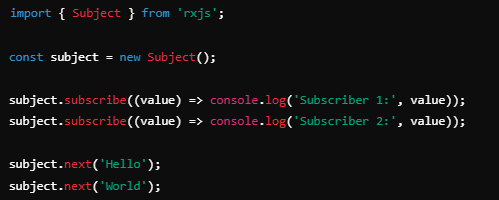 import { Subject } from 'rxjs';
const subject = new Subject();
subject.subscribe((value) => console.log('Subscriber 1:', value));
subject.subscribe((value) => console.log('Subscriber 2:', value));
subject.next('Hello');
subject.next('World');